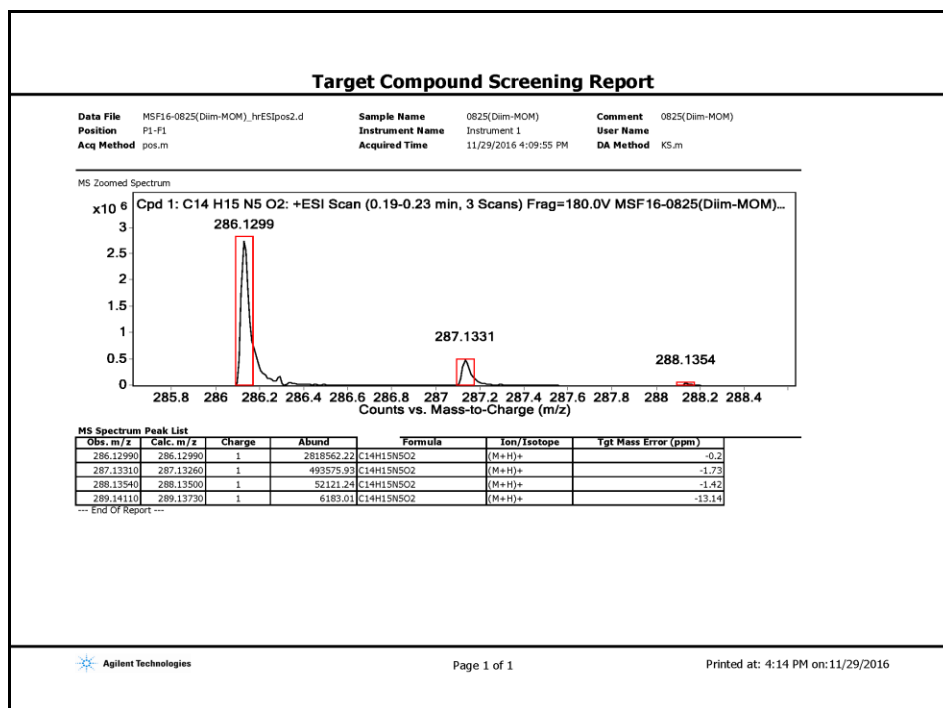 Target Compound Screening Report
Data File MSF16-0825(Diim-MOM)_hrESIpos2.d Sample Name 0825(Diim-MOM) Comment 0825(Diim-MOM)
Position P1-F1 Instrument Name Instrument 1 User Name
Acq Method pos.m Acquired Time 11/29/2016 4:09:55 PM DA Method KS.m
MS Zoomed Spectrum
x10 6 Cpd 1: C14 H15 N5 O2: +ESI Scan (0.19-0.23 min, 3 Scans) Frag=180.0V MSF16-0825(Diim-MOM)...
286.1299
3
2.5
2
1.5
287.1331
1
288.1354
0.5
0
285.8 286 286.2 286.4 286.6 286.8 287 287.2 287.4 287.6 287.8 288 288.2 288.4
Counts vs. Mass-to-Charge (m/z)
MS Spectrum Peak List
Obs. m/z Calc. m/z Charge Abund Formula Ion/Isotope Tgt Mass Error (ppm)
286.12990 286.12990 1 2818562.22 C14H15N5O2 (M+H)+ -0.2
287.13310 287.13260 1 493575.93 C14H15N5O2 (M+H)+ -1.73
288.13540 288.13500 1 52121.24 C14H15N5O2 (M+H)+ -1.42
289.14110 289.13730 1 6183.01 C14H15N5O2 (M+H)+ -13.14
--- End Of Report ---
Agilent Technologies Page 1 of 1 Printed at: 4:14 PM on:11/29/2016